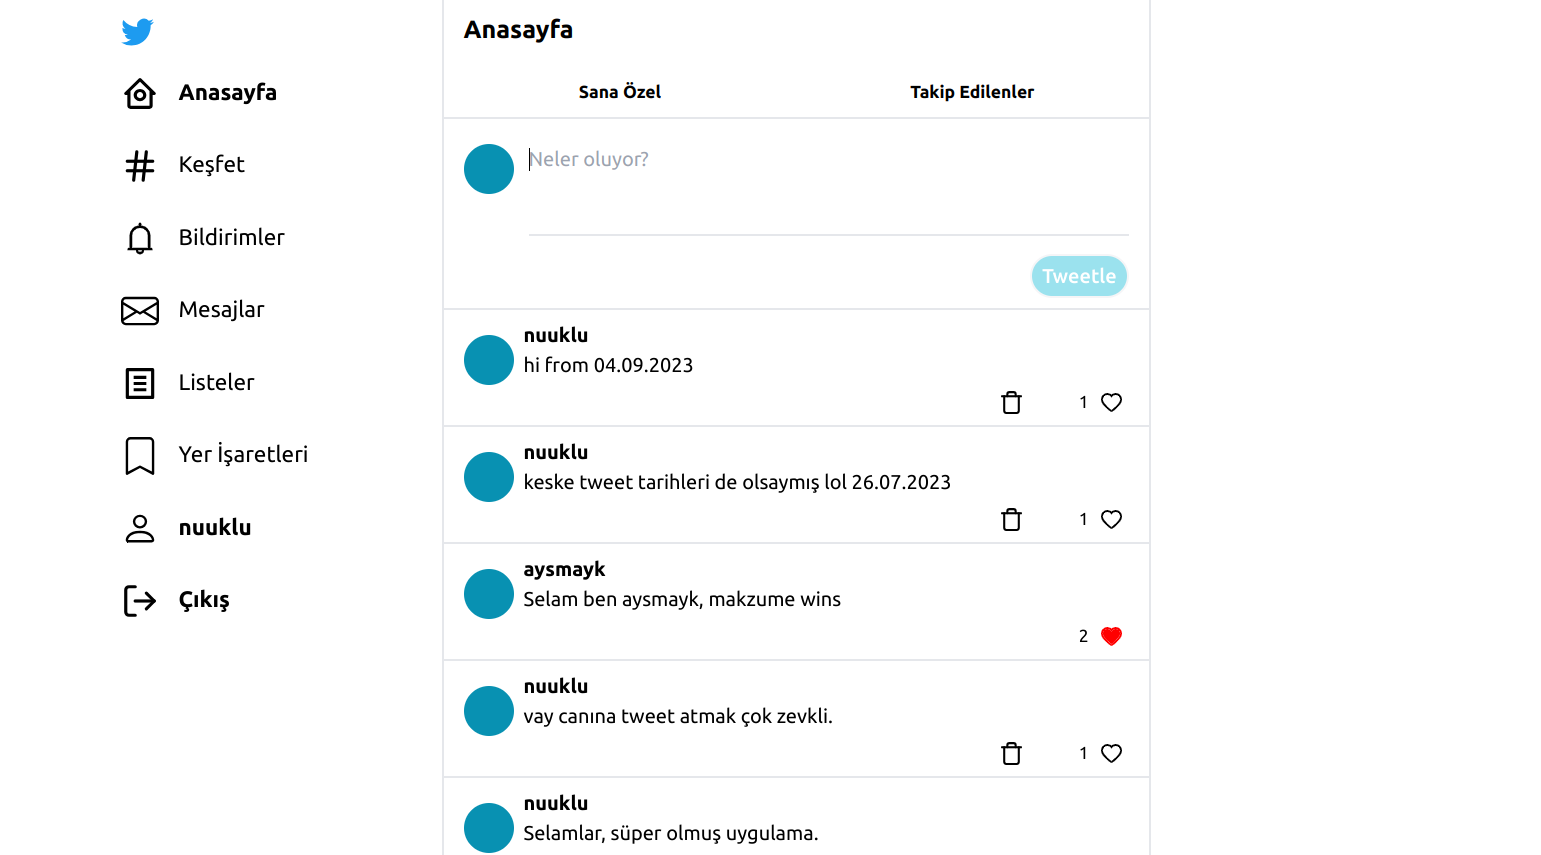 Anasayfa
Keşfet
Bildirimler
Mesajlar
Listeler
Yer İşaretleri
nuuklu
Çıkış
Anasayfa
Sana Özel
Takip Edilenler
Neler oluyor?
Tweetle
nuuklu
hi from 04.09.2023
1
nuuklu
keske tweet tarihleri de olsaymış lol 26.07.2023
1
aysmayk
Selam ben aysmayk, makzume wins
2
nuuklu
vay canına tweet atmak çok zevkli.
1
nuuklu
Selamlar, süper olmuş uygulama.